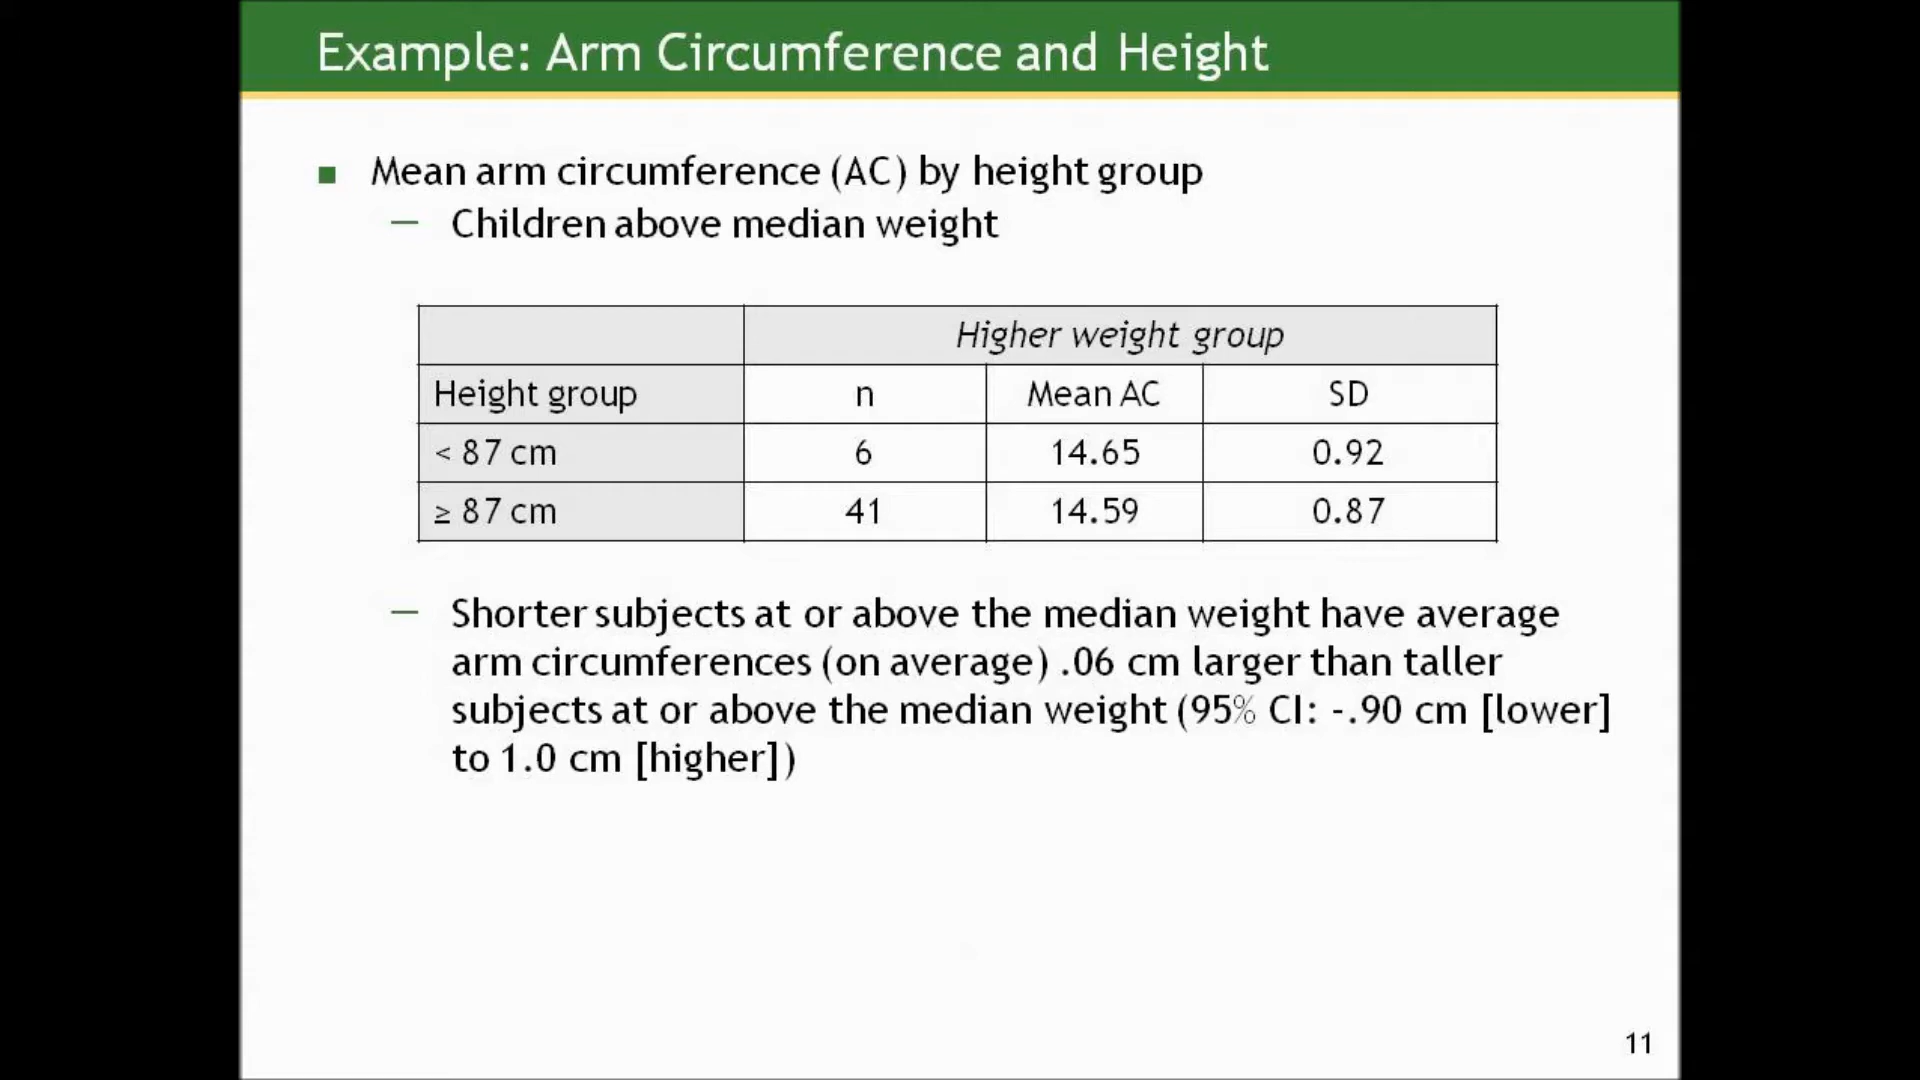 Example: Arm Circumference and Height
■ Mean arm circumference (AC) by height group
— Children above median weight
Higher weight group
Height group n Mean AC SD
< 87 cm 6 14.65 0.92
≥ 87 cm 41 14.59 0.87
— Shorter subjects at or above the median weight have average
arm circumferences (on average) .06 cm larger than taller
subjects at or above the median weight (95% CI: -.90 cm [lower]
to 1.0 cm [higher])
11